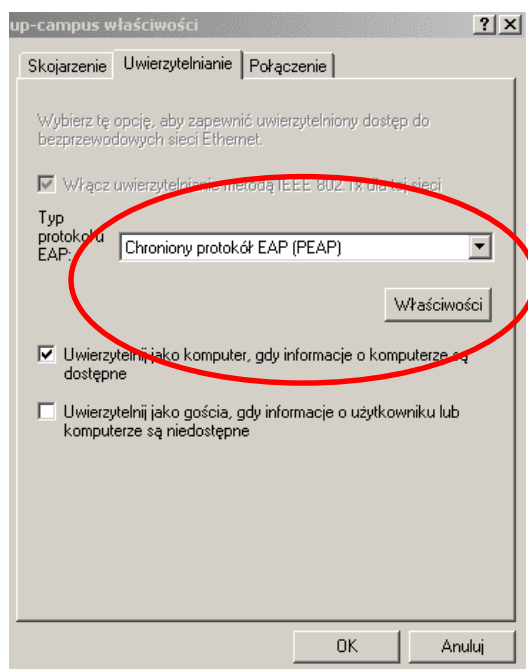 up-campus właściwości
Skojarzenie Uwierzytelnianie Połączenie
Wybierz tę opcję, aby zapewnić uwierzytelniony dostęp do
bezprzewodowych sieci Ethernet.
Włącz uwierzytelnianie metodą IEEE 802.1x dla tej sieci
Typ
protokołu
EAP:
Chroniony protokół EAP (PEAP)
Właściwości
Uwierzytelnij jako komputer, gdy informacje o komputerze są
dostępne
Uwierzytelnij jako gościa, gdy informacje o użytkowniku lub
komputerze są niedostępne
OK Anuluj